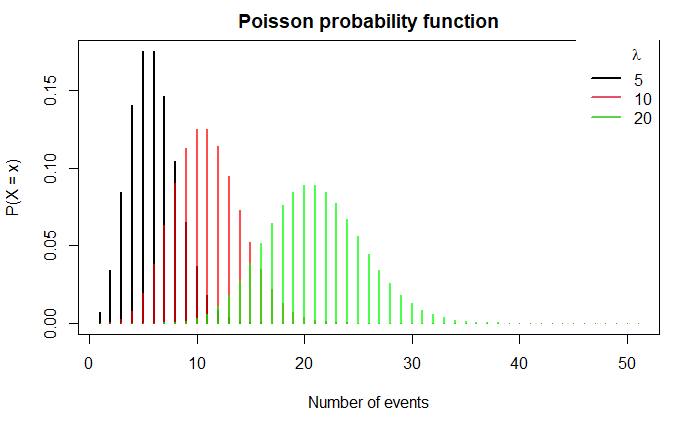 Poisson probability function
λ
5
10
20
P(X = x)
0.15
0.10
0.05
0.00
0 10 20 30 40 50
Number of events